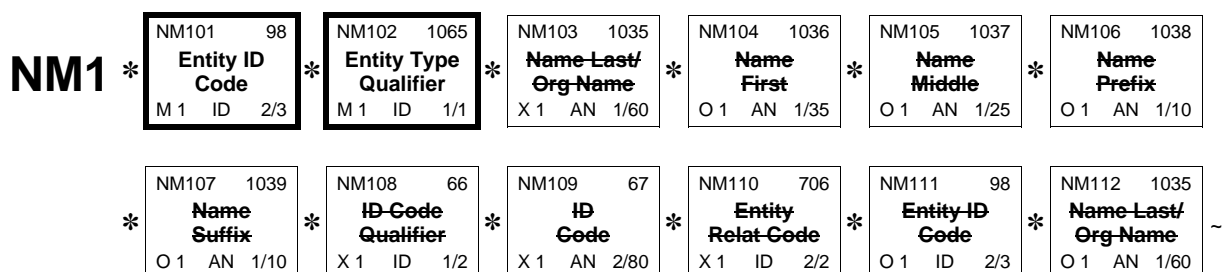 NM101 98 NM102 1065 NM103 1035 NM104 1036 NM105 1037 NM106 1038
NM1 * Entity ID Code * Entity Type Qualifier * Name Last/ Org Name * Name First * Name Middle * Name Prefix
M 1 ID 2/3 M 1 ID 1/1 X 1 AN 1/60 O 1 AN 1/35 O 1 AN 1/25 O 1 AN 1/10
NM107 1039 NM108 66 NM109 67 NM110 706 NM111 98 NM112 1035
* Name Suffix * ID Code Qualifier * ID Code * Entity Relat Code * Entity ID Code * Name Last/ Org Name ~
O 1 AN 1/10 X 1 ID 1/2 X 1 AN 2/80 X 1 ID 2/2 O 1 ID 2/3 O 1 AN 1/60